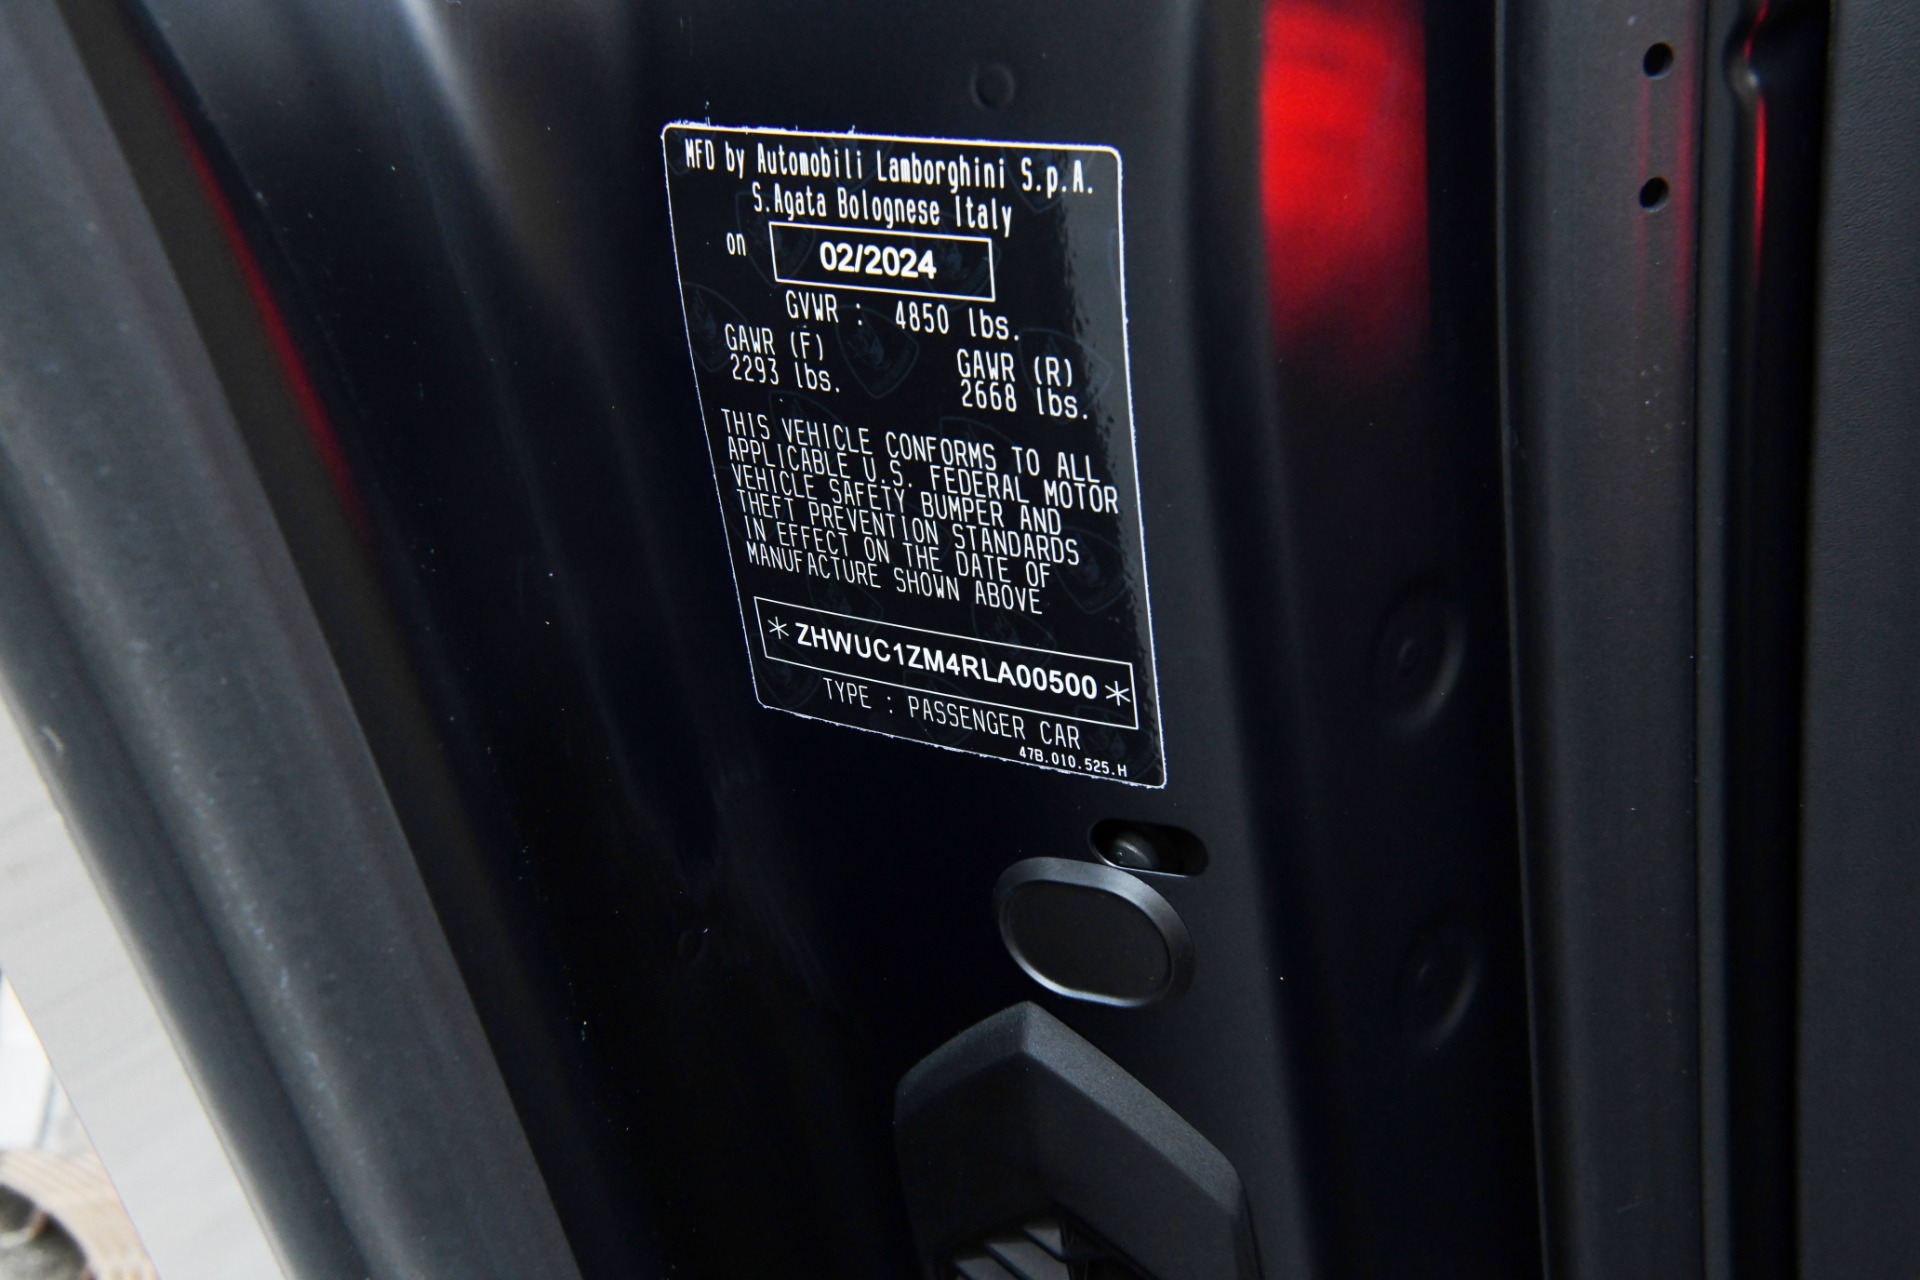 MFD by Automobili Lamborghini S.p.A.
S.Agata Bolognese Italy
on 02/2024
GVWR : 4850 lbs.
GAWR (F) GAWR (R)
2293 lbs. 2668 lbs.
THIS VEHICLE CONFORMS TO ALL
APPLICABLE U.S. FEDERAL MOTOR
VEHICLE SAFETY BUMPER AND
THEFT PREVENTION STANDARDS
IN EFFECT ON THE DATE OF
MANUFACTURE SHOWN ABOVE
*ZHWUC1ZM4RLA00500*
TYPE : PASSENGER CAR
47B.010.525.H